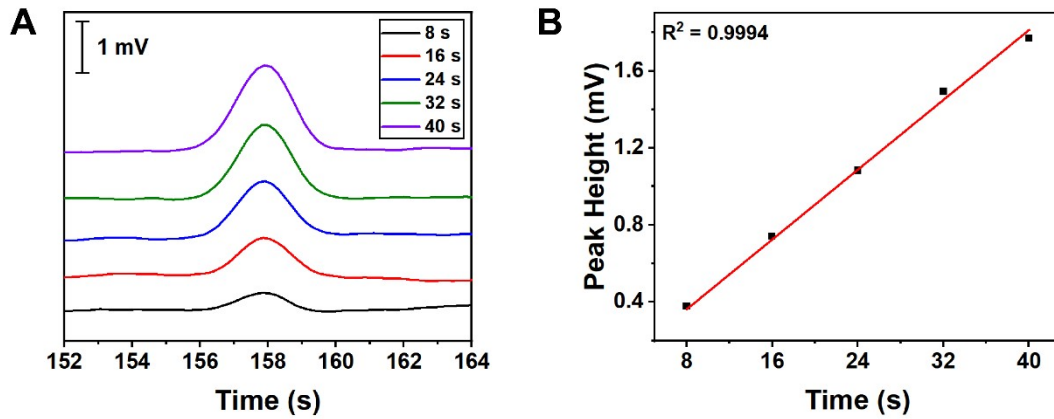 A
1 mV
8 s
16 s
24 s
32 s
40 s
152 154 156 158 160 162 164
Time (s)
B
R² = 0.9994
Peak Height (mV)
1.6
1.2
0.8
0.4
8 16 24 32 40
Time (s)